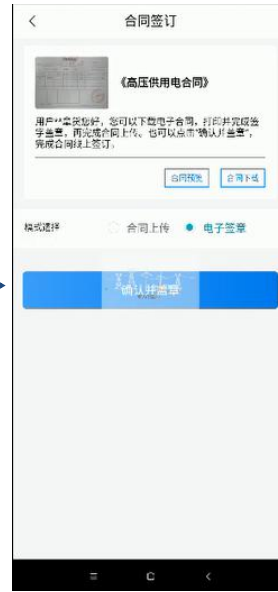 合同签订
《高压供用电合同》
用户**拿货您好，您可以下载电子合同，打印并完成签
字盖章，再完成合同上传。也可以点击"确认并盖章"，
完成合同线上签订。
合同预览 合同下载
模式选择 合同上传 电子签章
确认并盖章